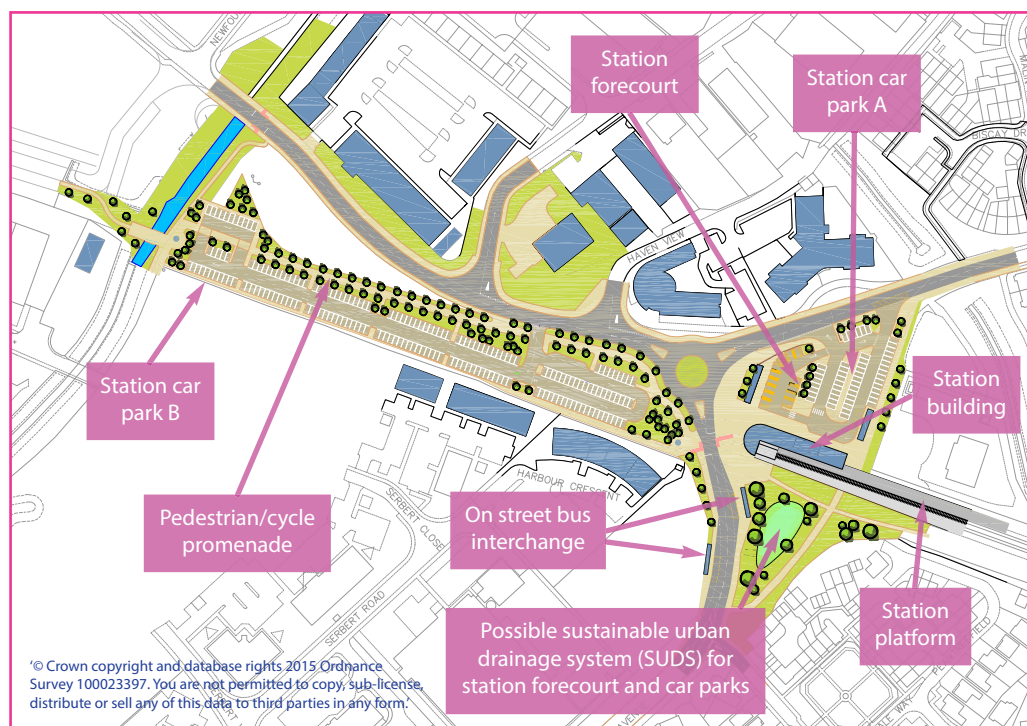 NEWFOU
Station
forecourt
Station car
park A
BISCAY DR
HAVEN VIEW
Station car
park B
Station
building
HARBOUR CRESCENT
SERBERT CLOSE
Pedestrian/cycle
promenade
On street bus
interchange
SERBERT ROAD
Possible sustainable urban
drainage system (SUDS) for
station forecourt and car parks
Station
platform
'© Crown copyright and database rights 2015 Ordnance
Survey 100023397. You are not permitted to copy, sub-license,
distribute or sell any of this data to third parties in any form.'